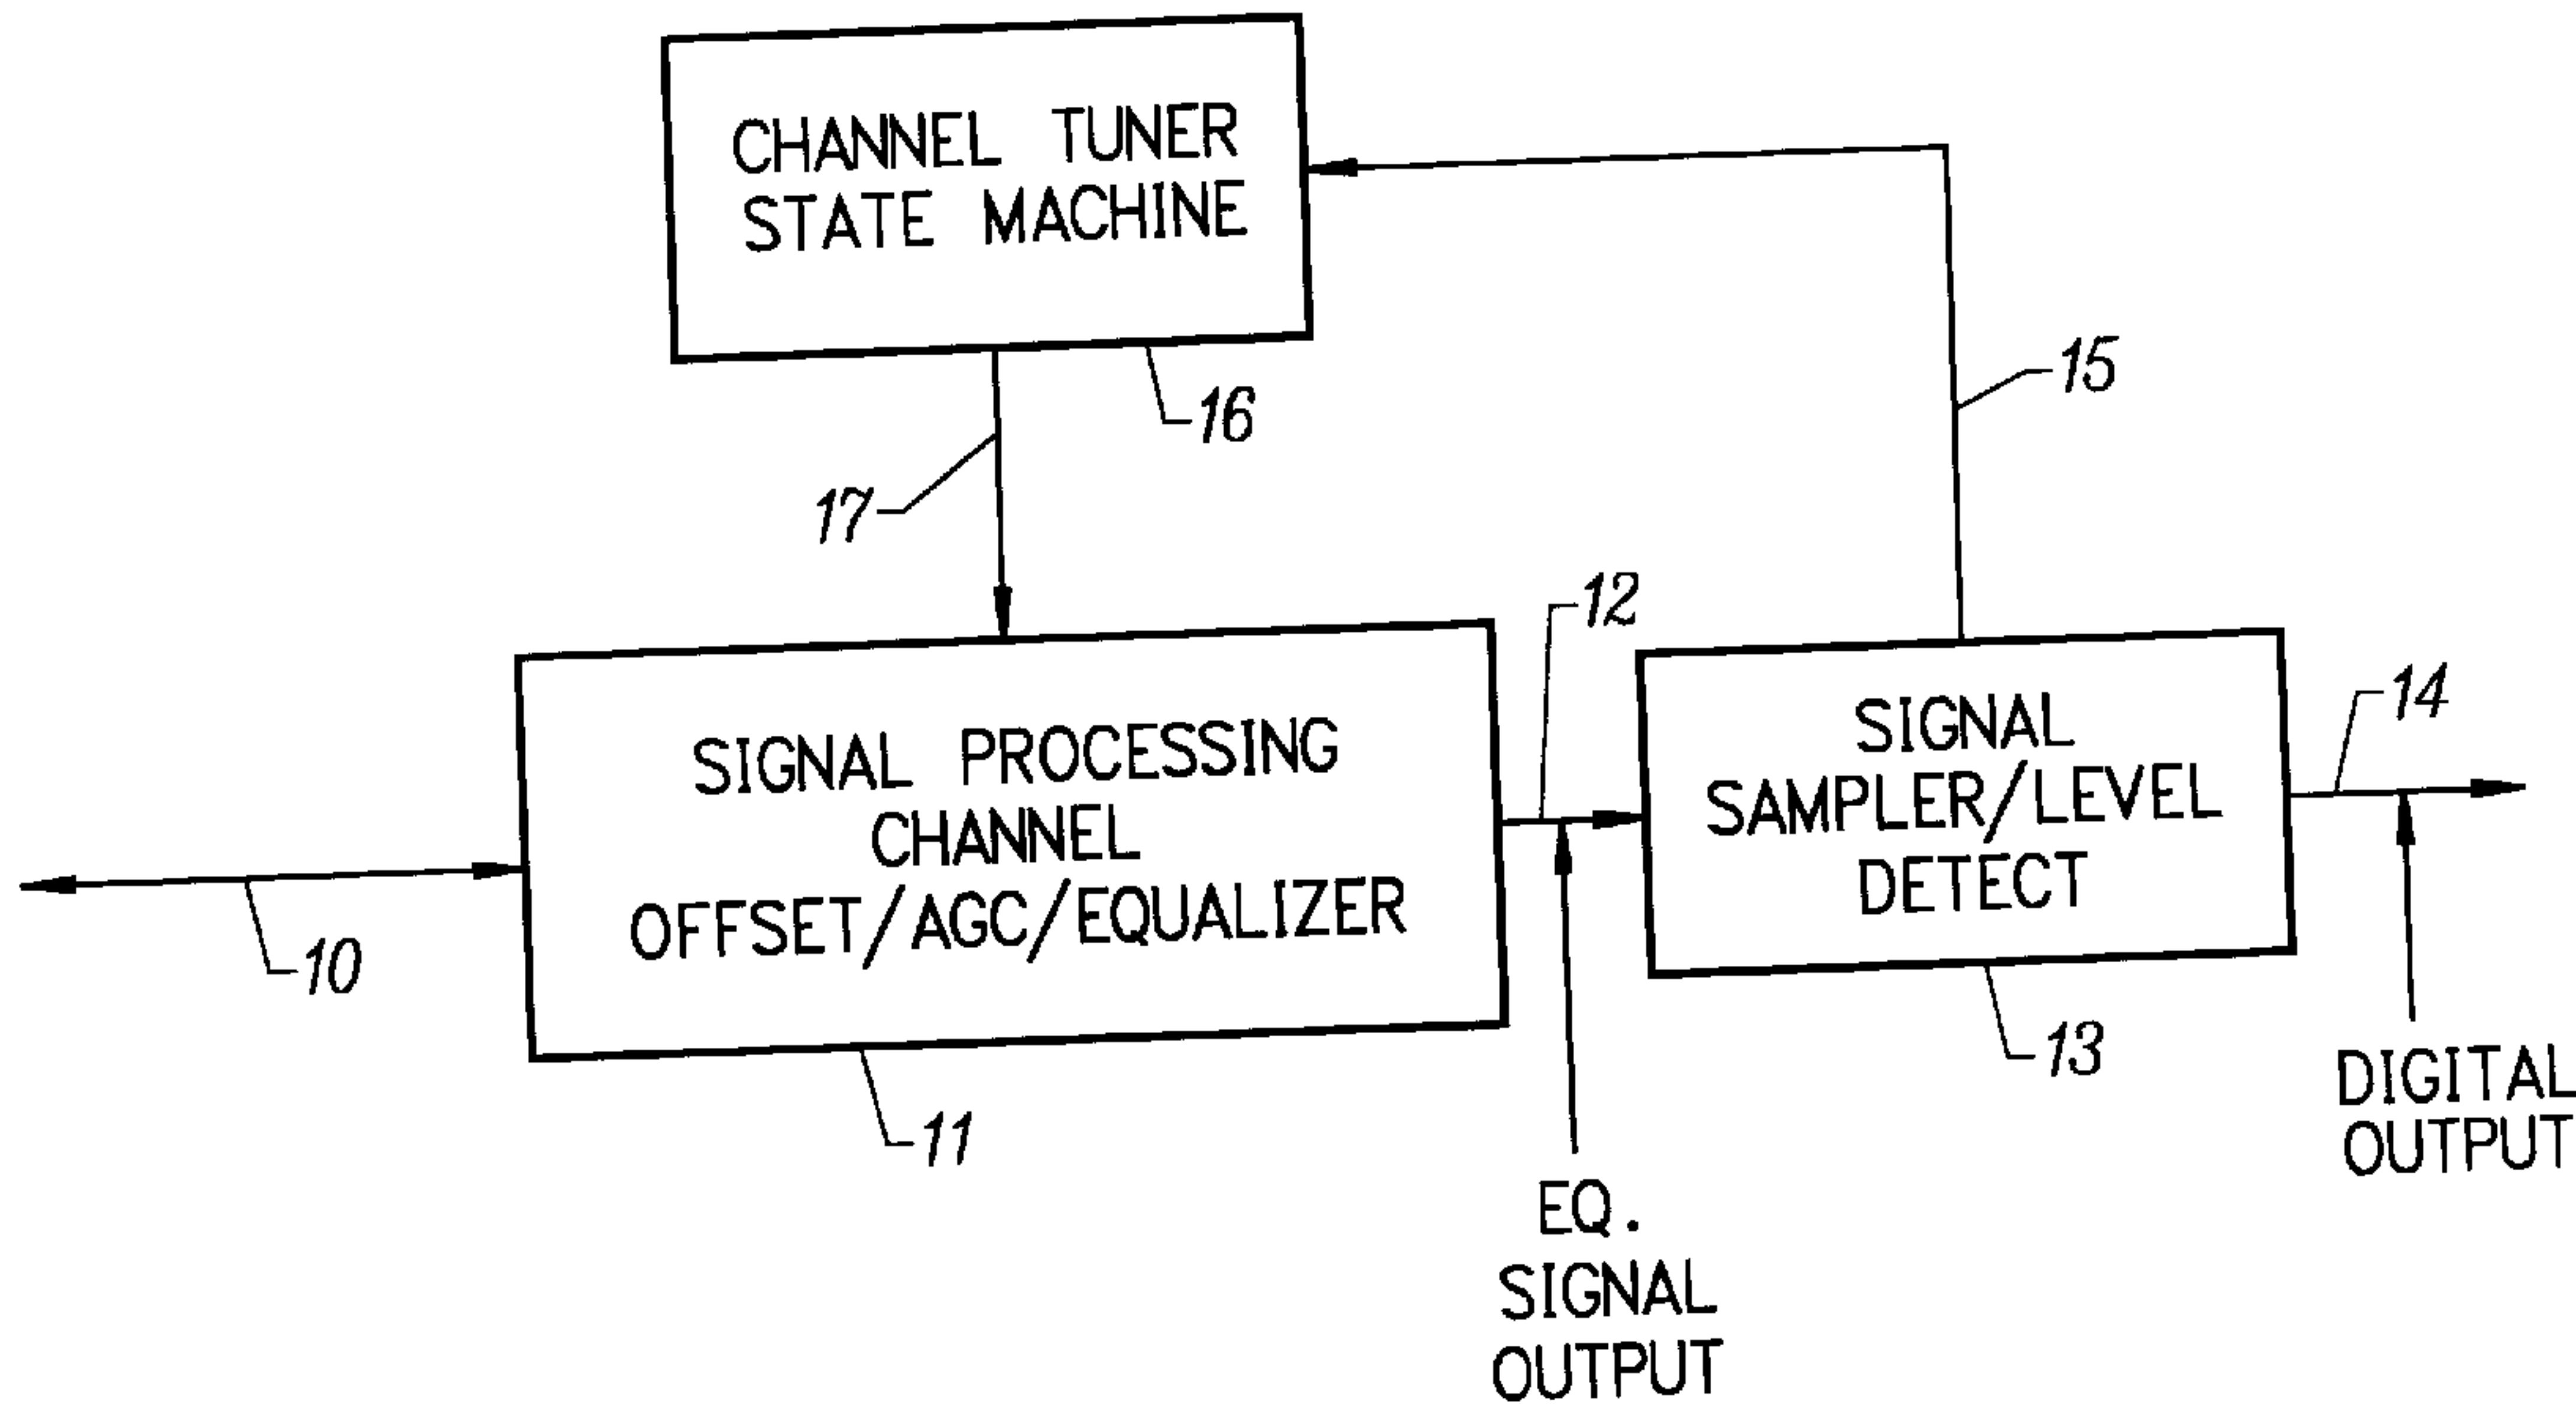 CHANNEL TUNER
STATE MACHINE
15
16
17
12
14
SIGNAL PROCESSING
CHANNEL
OFFSET/AGC/EQUALIZER
SIGNAL
SAMPLER/LEVEL
DETECT
10
11
13
DIGITAL
OUTPUT
EQ.
SIGNAL
OUTPUT